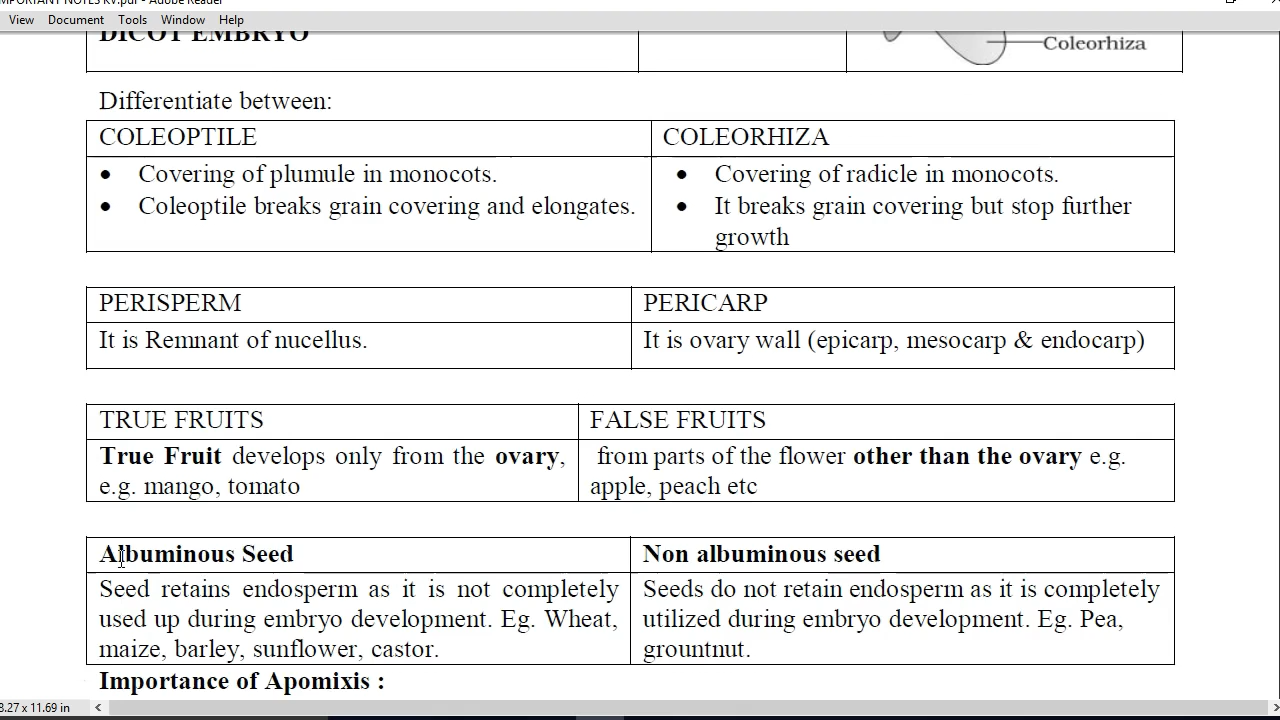 IMPORTANT NOTES KV.pdf - Adobe Reader
View Document Tools Window Help
DICOT EMBRYO
Coleorhiza
Differentiate between:
COLEOPTILE
COLEORHIZA
• Covering of plumule in monocots.
• Coleoptile breaks grain covering and elongates.
• Covering of radicle in monocots.
• It breaks grain covering but stop further
growth
PERISPERM
PERICARP
It is Remnant of nucellus.
It is ovary wall (epicarp, mesocarp & endocarp)
TRUE FRUITS
FALSE FRUITS
True Fruit develops only from the ovary,
e.g. mango, tomato
from parts of the flower other than the ovary e.g.
apple, peach etc
Albuminous Seed
Non albuminous seed
Seed retains endosperm as it is not completely
used up during embryo development. Eg. Wheat,
maize, barley, sunflower, castor.
Seeds do not retain endosperm as it is completely
utilized during embryo development. Eg. Pea,
grountnut.
Importance of Apomixis :
8.27 x 11.69 in